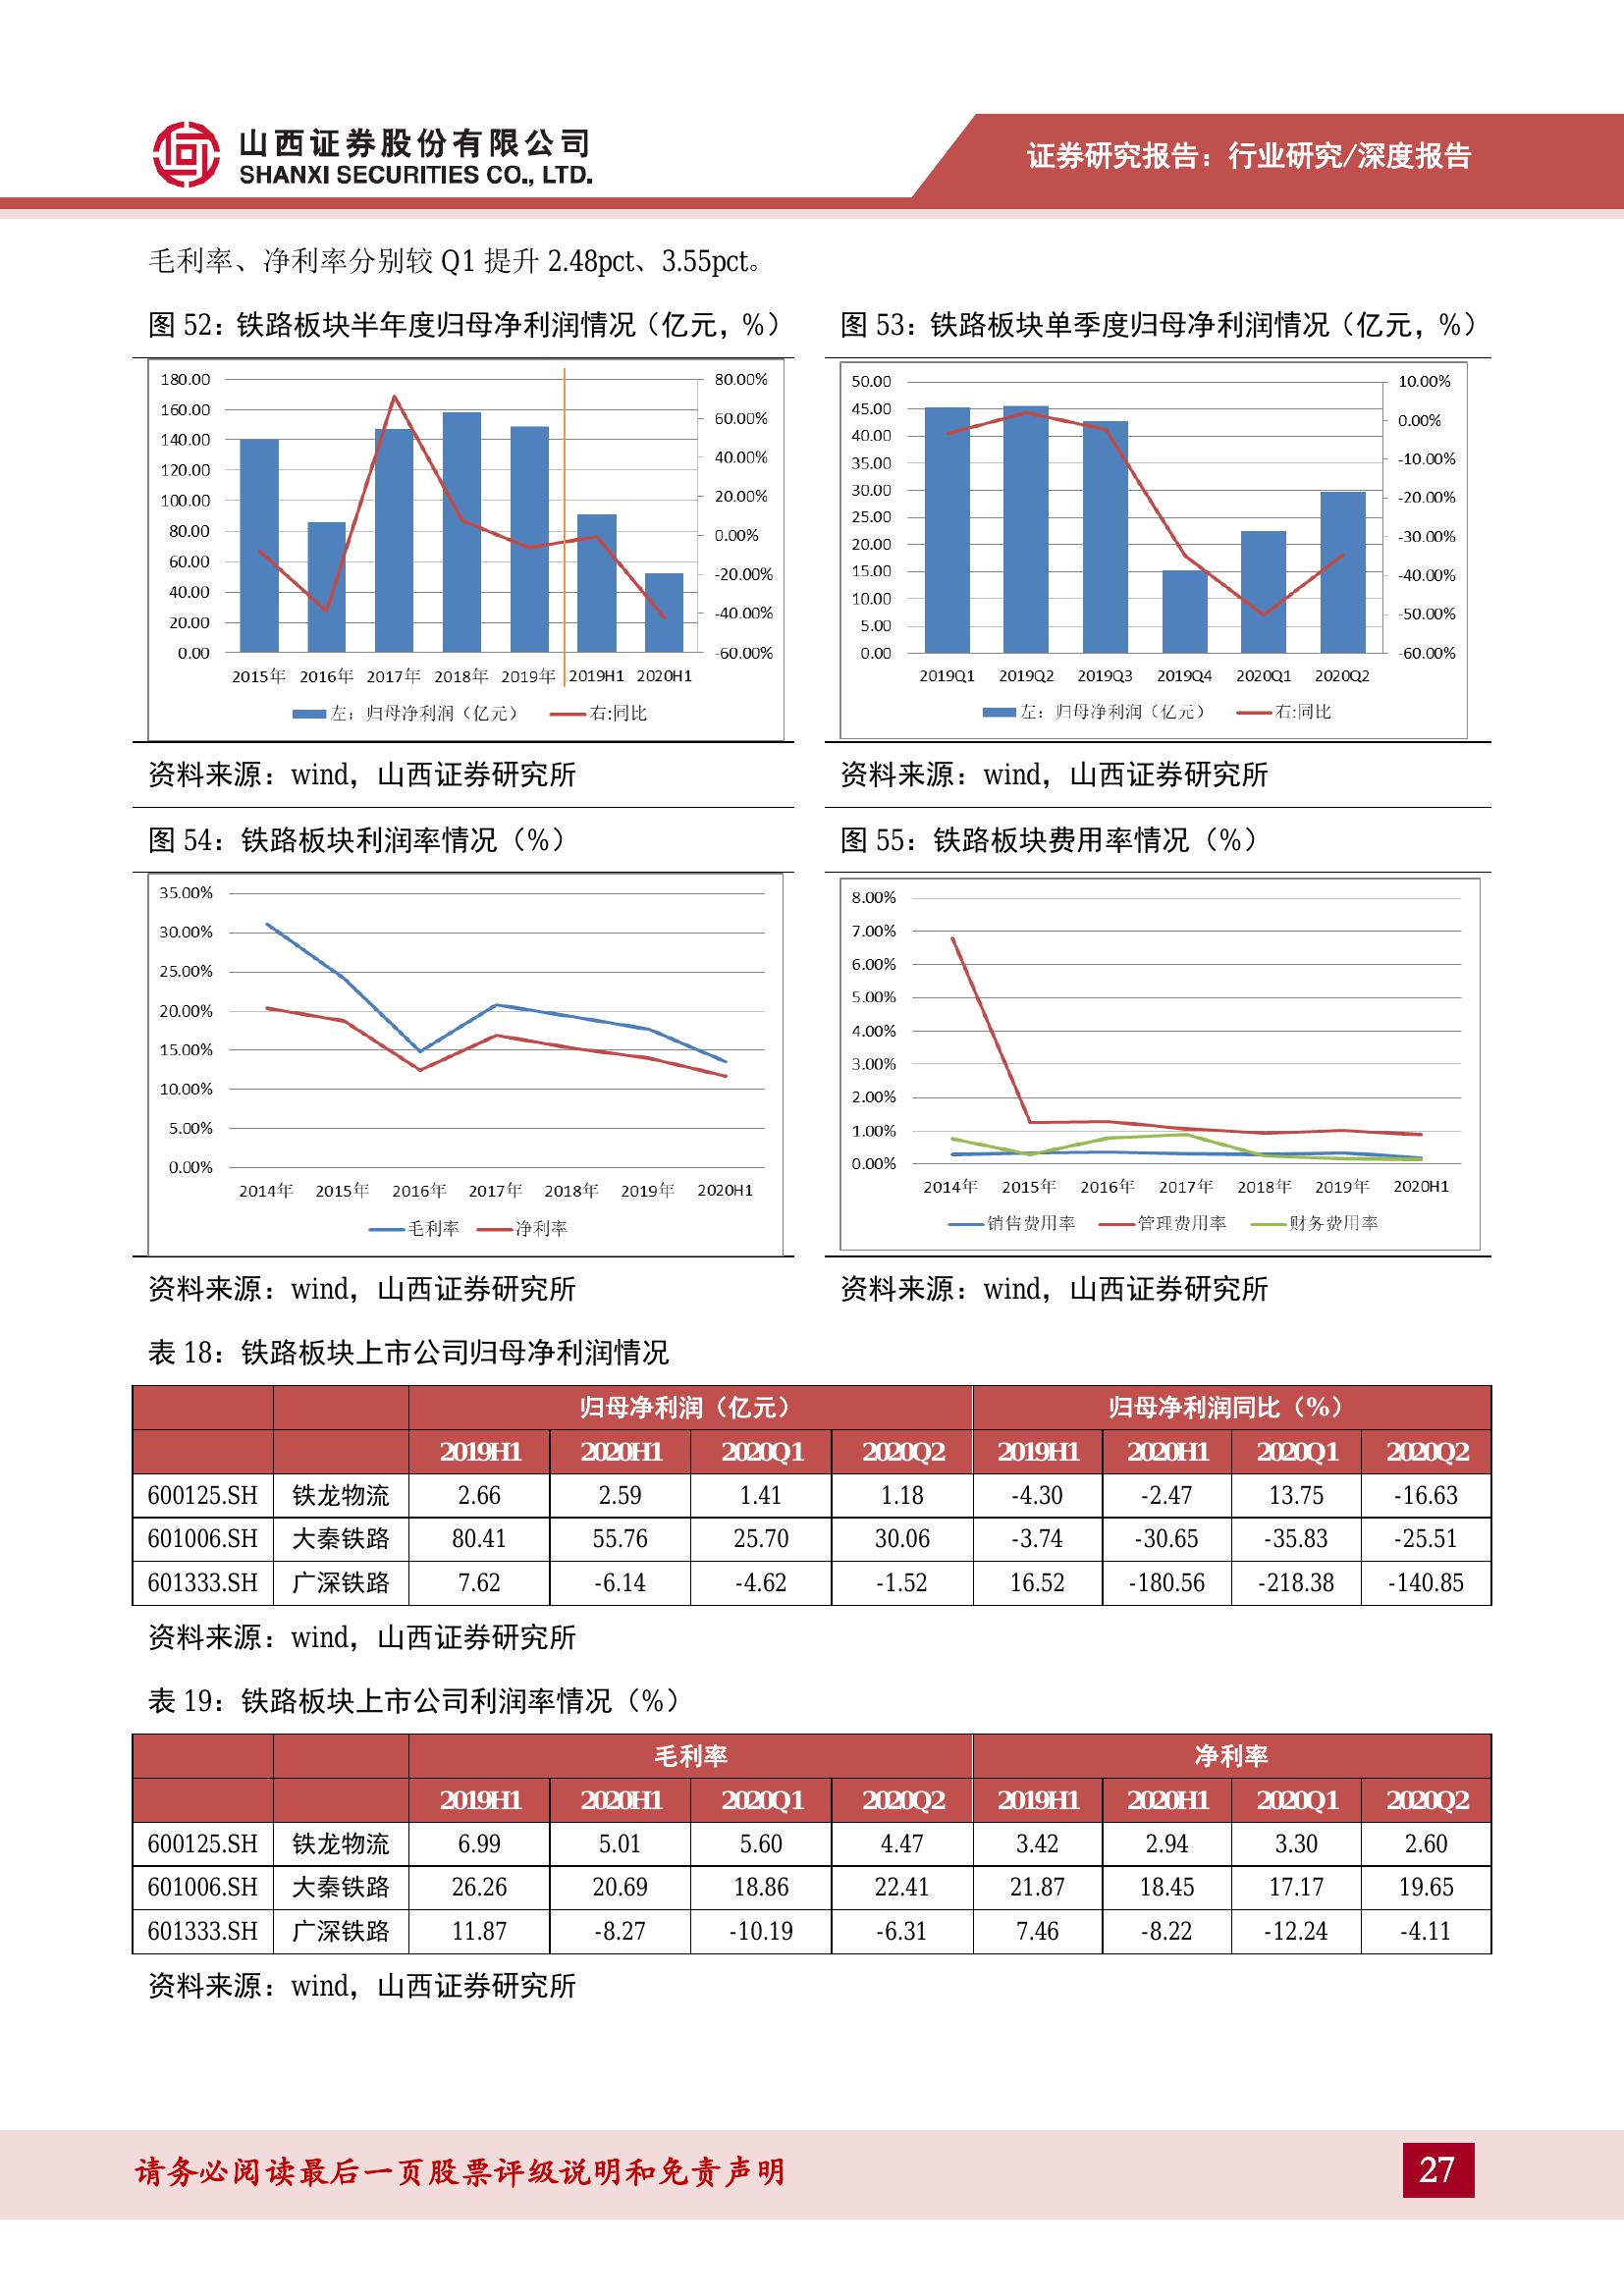 山西证券股份有限公司
SHANXI SECURITIES CO., LTD.
证券研究报告：行业研究/深度报告
毛利率、净利率分别较 Q1 提升 2.48pct、3.55pct。
图 52：铁路板块半年度归母净利润情况（亿元，%）
180.00
160.00
140.00
120.00
100.00
80.00
60.00
40.00
20.00
0.00
80.00%
60.00%
40.00%
20.00%
0.00%
-20.00%
-40.00%
-60.00%
2015年 2016年 2017年 2018年 2019年 2019H1 2020H1
左：归母净利润（亿元） 右:同比
资料来源：wind，山西证券研究所
图 53：铁路板块单季度归母净利润情况（亿元，%）
50.00
45.00
40.00
35.00
30.00
25.00
20.00
15.00
10.00
5.00
0.00
10.00%
0.00%
-10.00%
-20.00%
-30.00%
-40.00%
-50.00%
-60.00%
2019Q1 2019Q2 2019Q3 2019Q4 2020Q1 2020Q2
左：归母净利润（亿元） 右:同比
资料来源：wind，山西证券研究所
图 54：铁路板块利润率情况（%）
35.00%
30.00%
25.00%
20.00%
15.00%
10.00%
5.00%
0.00%
2014年 2015年 2016年 2017年 2018年 2019年 2020H1
毛利率 净利率
资料来源：wind，山西证券研究所
图 55：铁路板块费用率情况（%）
8.00%
7.00%
6.00%
5.00%
4.00%
3.00%
2.00%
1.00%
0.00%
2014年 2015年 2016年 2017年 2018年 2019年 2020H1
销售费用率 管理费用率 财务费用率
资料来源：wind，山西证券研究所
表 18：铁路板块上市公司归母净利润情况
归母净利润（亿元） 归母净利润同比（%）
2019H1 2020H1 2020Q1 2020Q2 2019H1 2020H1 2020Q1 2020Q2
600125.SH 铁龙物流 2.66 2.59 1.41 1.18 -4.30 -2.47 13.75 -16.63
601006.SH 大秦铁路 80.41 55.76 25.70 30.06 -3.74 -30.65 -35.83 -25.51
601333.SH 广深铁路 7.62 -6.14 -4.62 -1.52 16.52 -180.56 -218.38 -140.85
资料来源：wind，山西证券研究所
表 19：铁路板块上市公司利润率情况（%）
毛利率 净利率
2019H1 2020H1 2020Q1 2020Q2 2019H1 2020H1 2020Q1 2020Q2
600125.SH 铁龙物流 6.99 5.01 5.60 4.47 3.42 2.94 3.30 2.60
601006.SH 大秦铁路 26.26 20.69 18.86 22.41 21.87 18.45 17.17 19.65
601333.SH 广深铁路 11.87 -8.27 -10.19 -6.31 7.46 -8.22 -12.24 -4.11
资料来源：wind，山西证券研究所
请务必阅读最后一页股票评级说明和免责声明
27